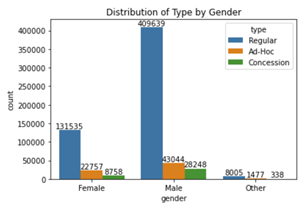 Distribution of Type by Gender
409639
400000
type
Regular
350000
Ad-Hoc
Concession
300000
250000
count
200000
150000
131535
100000
43044
50000
22757
28248
8758
8005
1477
338
0
Female
Male
Other
gender